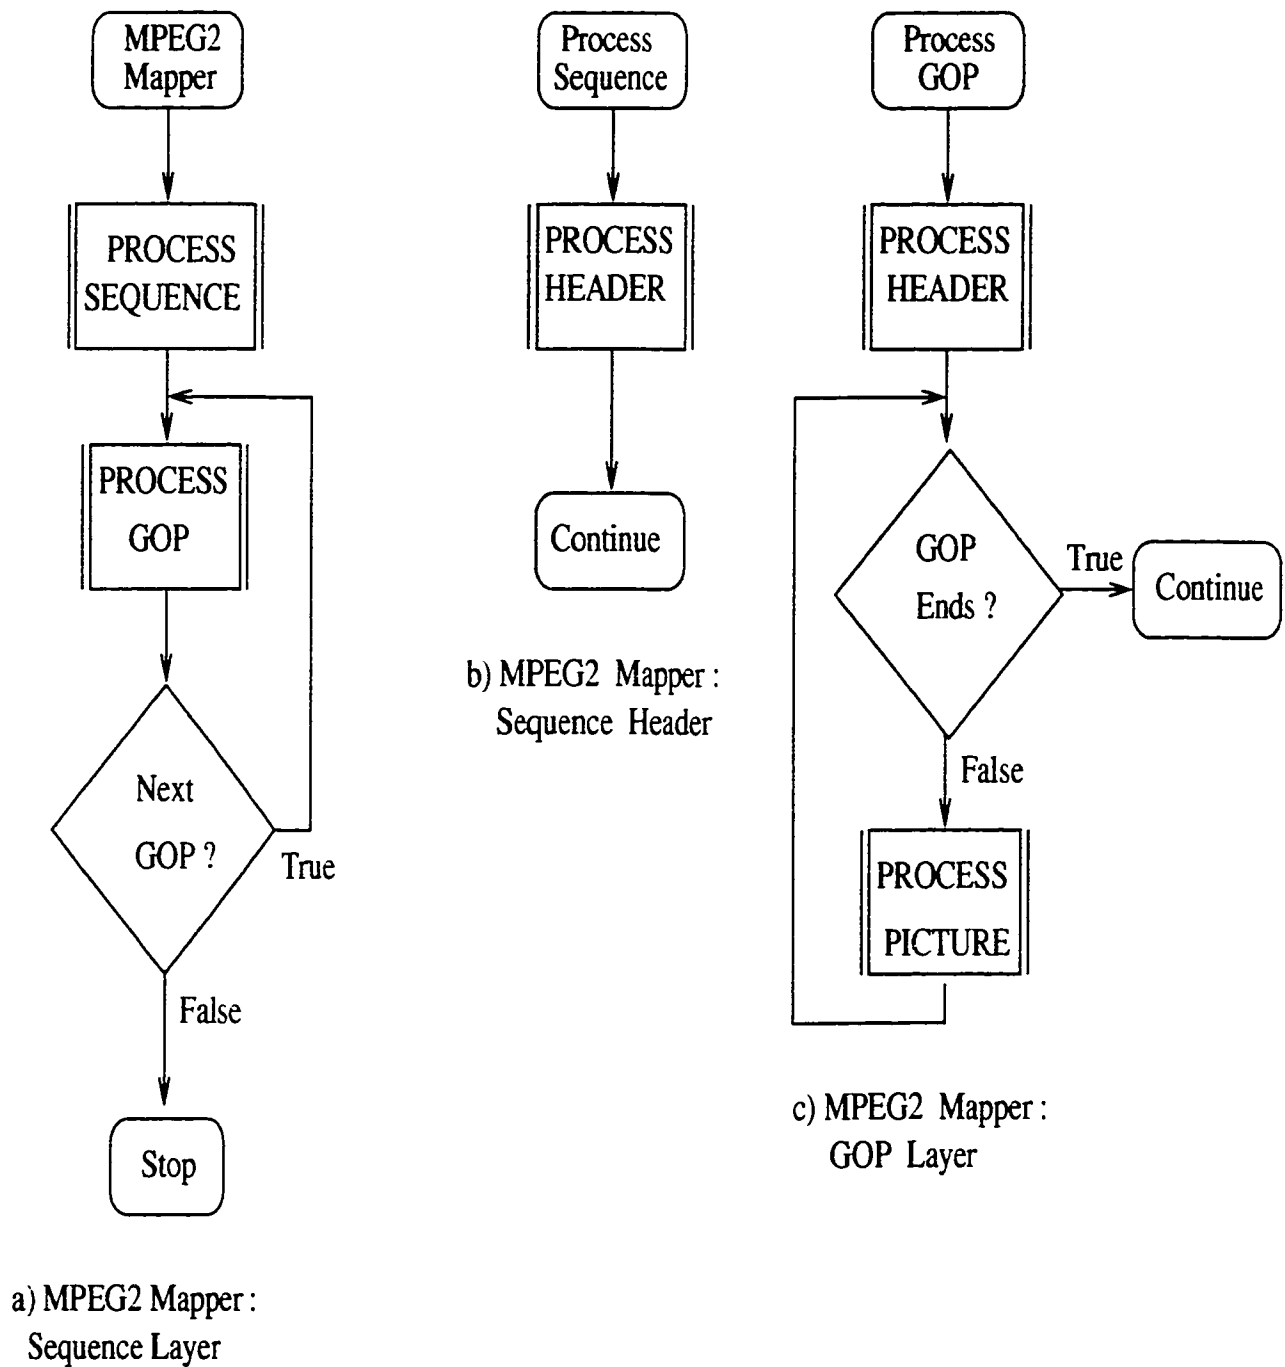 MPEG2
Mapper
PROCESS
SEQUENCE
PROCESS
GOP
Next
GOP ?
True
False
Stop
a) MPEG2 Mapper :
Sequence Layer
Process
Sequence
PROCESS
HEADER
Continue
b) MPEG2 Mapper :
Sequence Header
Process
GOP
PROCESS
HEADER
GOP
Ends ?
True
Continue
False
PROCESS
PICTURE
c) MPEG2 Mapper :
GOP Layer